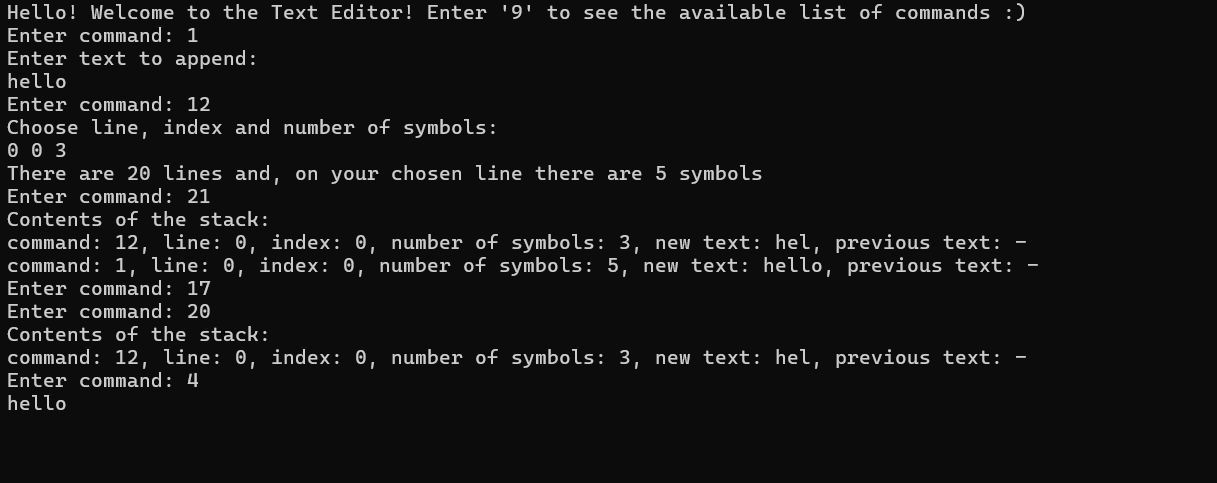 Hello! Welcome to the Text Editor! Enter '9' to see the available list of commands :)
Enter command: 1
Enter text to append:
hello
Enter command: 12
Choose line, index and number of symbols:
0 0 3
There are 20 lines and, on your chosen line there are 5 symbols
Enter command: 21
Contents of the stack:
command: 12, line: 0, index: 0, number of symbols: 3, new text: hel, previous text: -
command: 1, line: 0, index: 0, number of symbols: 5, new text: hello, previous text: -
Enter command: 17
Enter command: 20
Contents of the stack:
command: 12, line: 0, index: 0, number of symbols: 3, new text: hel, previous text: -
Enter command: 4
hello